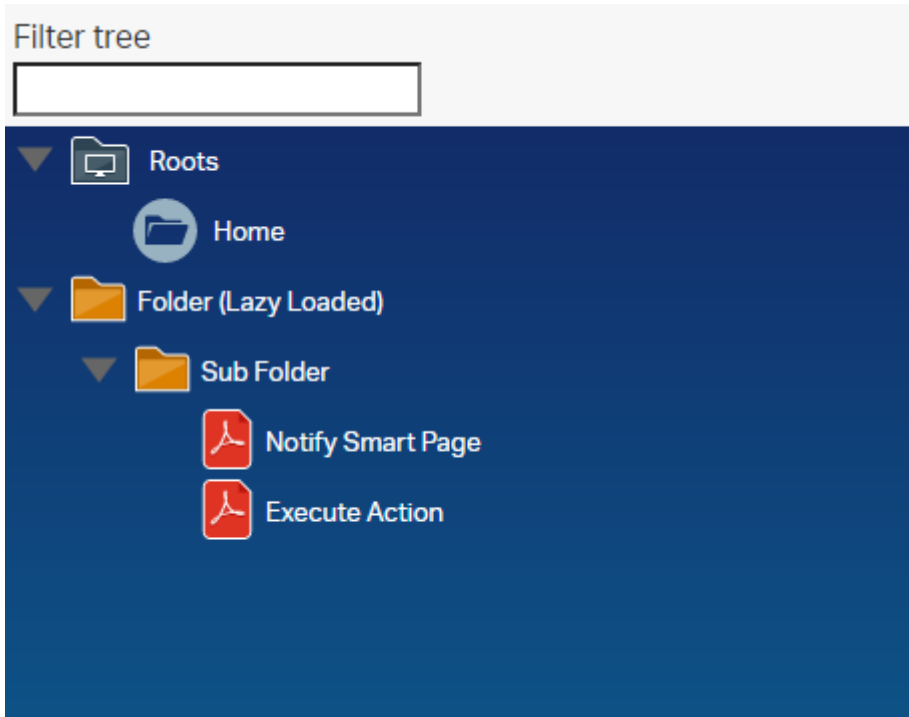 Filter tree
Roots
Home
Folder (Lazy Loaded)
Sub Folder
Notify Smart Page
Execute Action